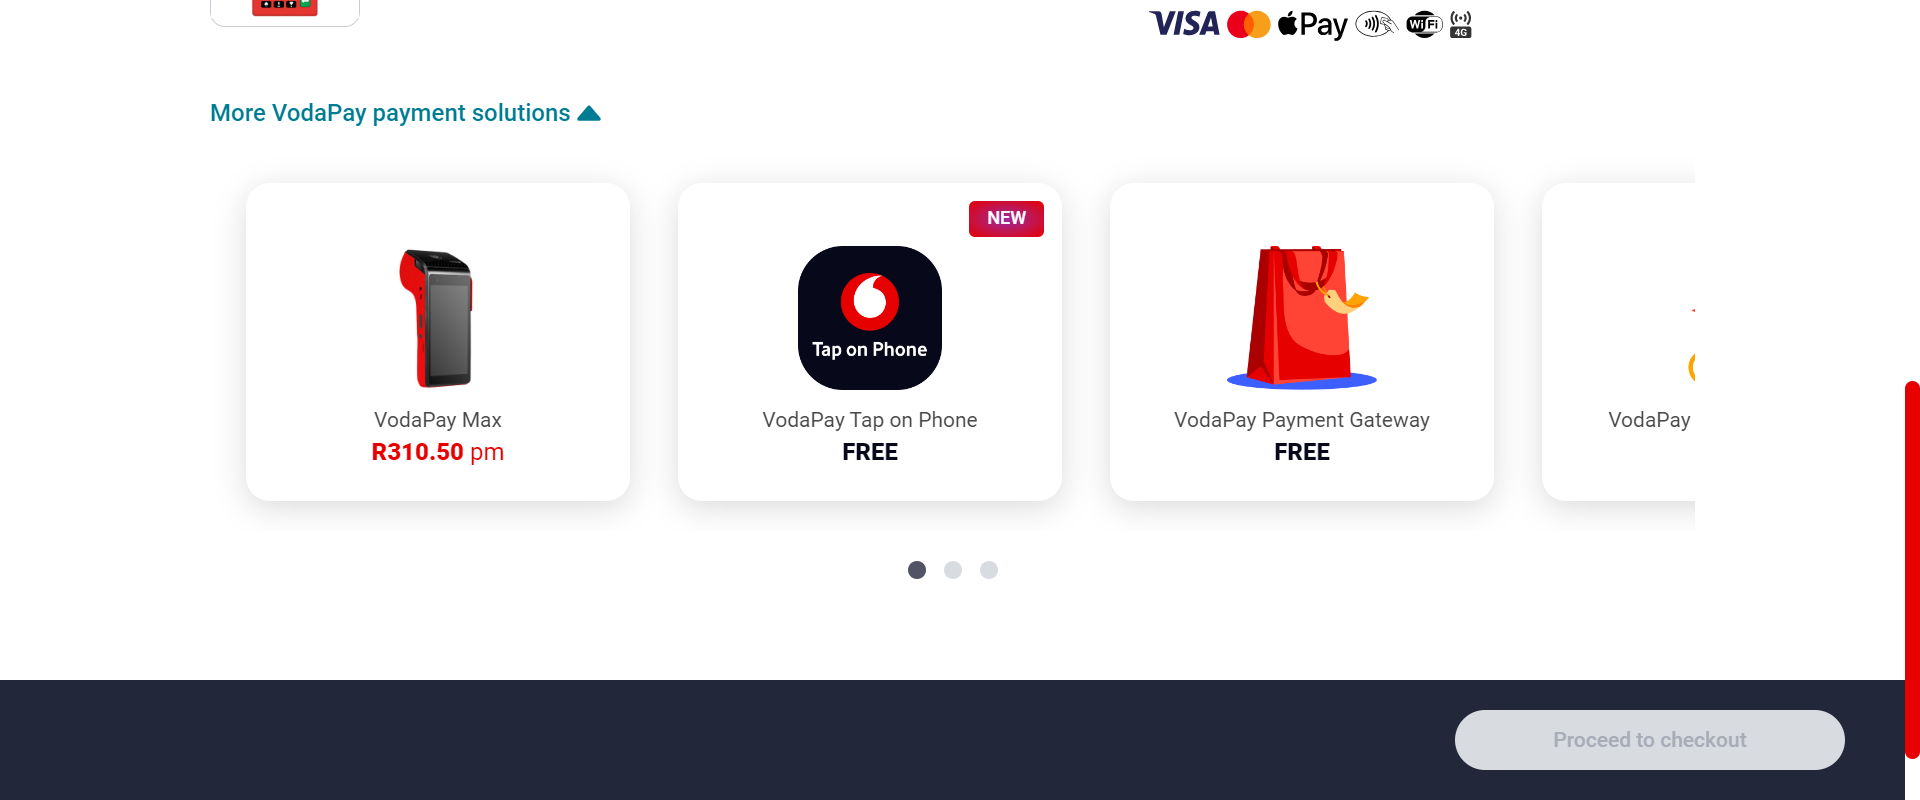 VISA Pay WiFi 4G
More VodaPay payment solutions
NEW
Tap on Phone
VodaPay Max
R310.50 pm
VodaPay Tap on Phone
FREE
VodaPay Payment Gateway
FREE
VodaPay
Proceed to checkout